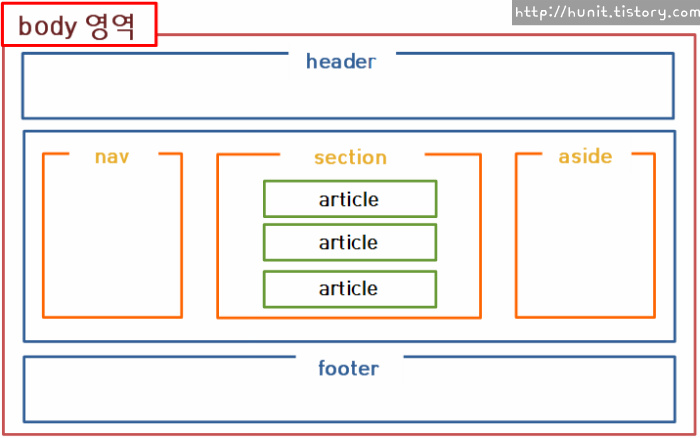 http://hunit.tistory.com
body 영역
header
nav
section
aside
article
article
article
footer